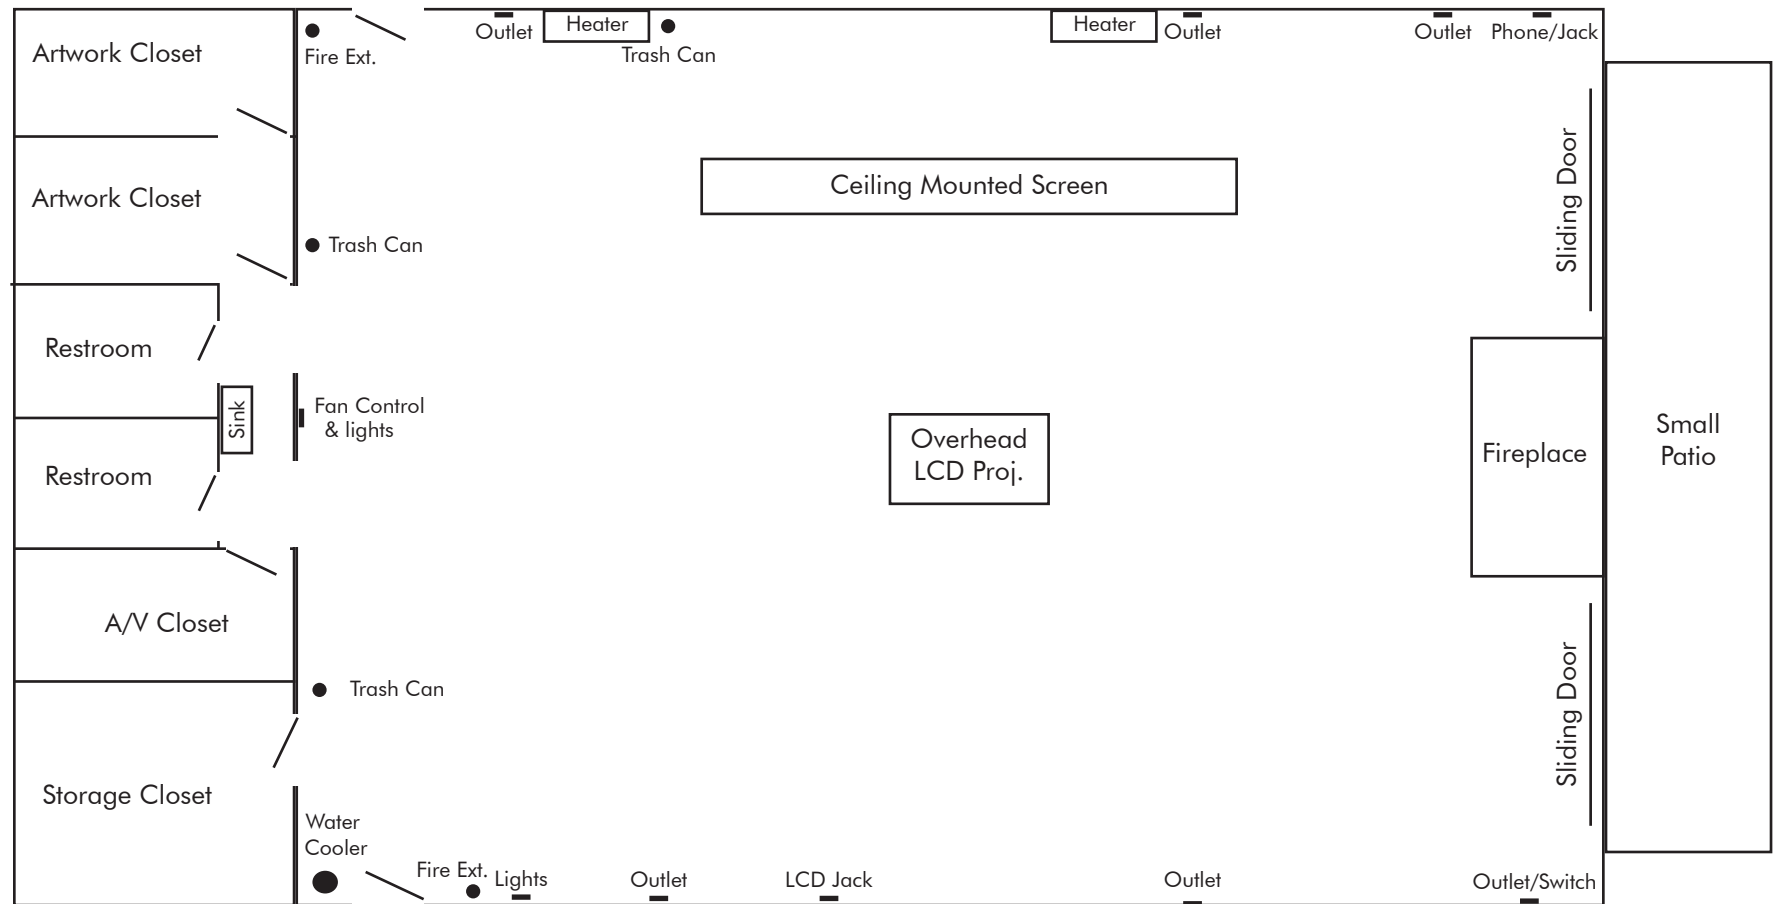 Artwork Closet
Fire Ext.
Outlet
Heater
Trash Can
Heater
Outlet
Outlet
Phone/Jack
Artwork Closet
Trash Can
Ceiling Mounted Screen
Sliding Door
Restroom
Sink
Fan Control
& lights
Restroom
Overhead
LCD Proj.
Fireplace
Small
Patio
A/V Closet
Trash Can
Sliding Door
Storage Closet
Water
Cooler
Fire Ext.
Lights
Outlet
LCD Jack
Outlet
Outlet/Switch